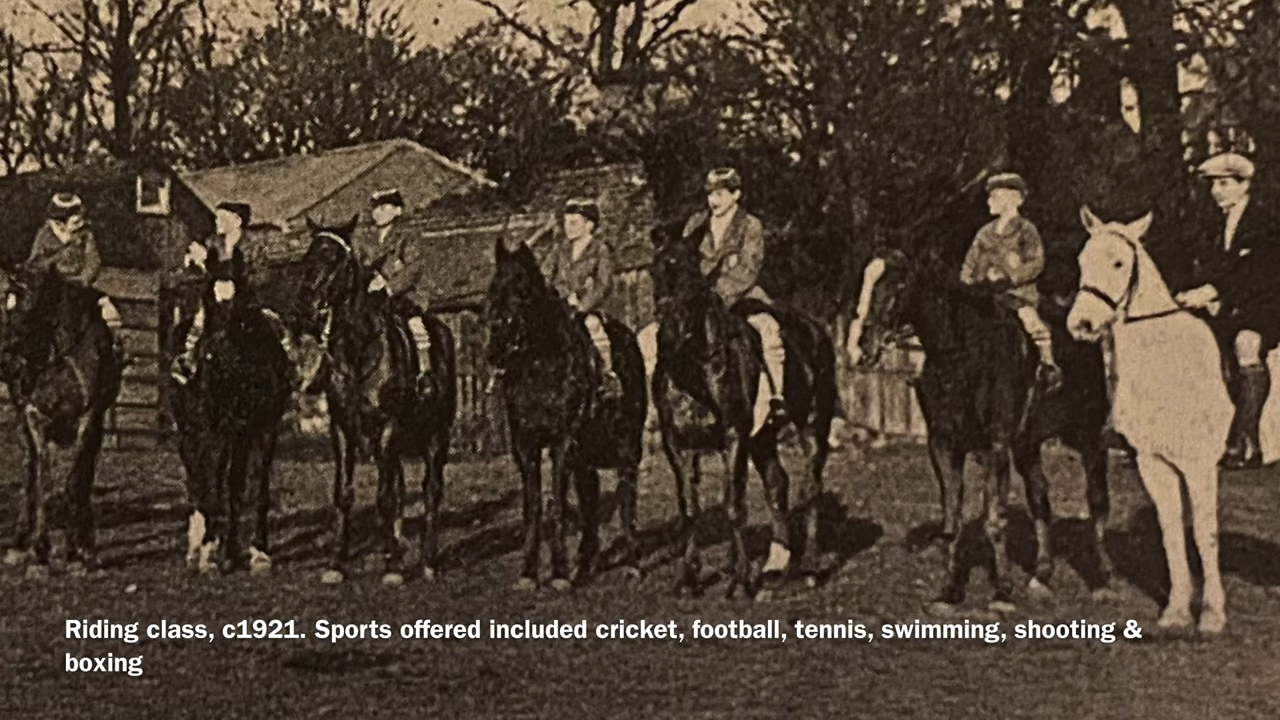 Riding class, c1921. Sports offered included cricket, football, tennis, swimming, shooting &
boxing